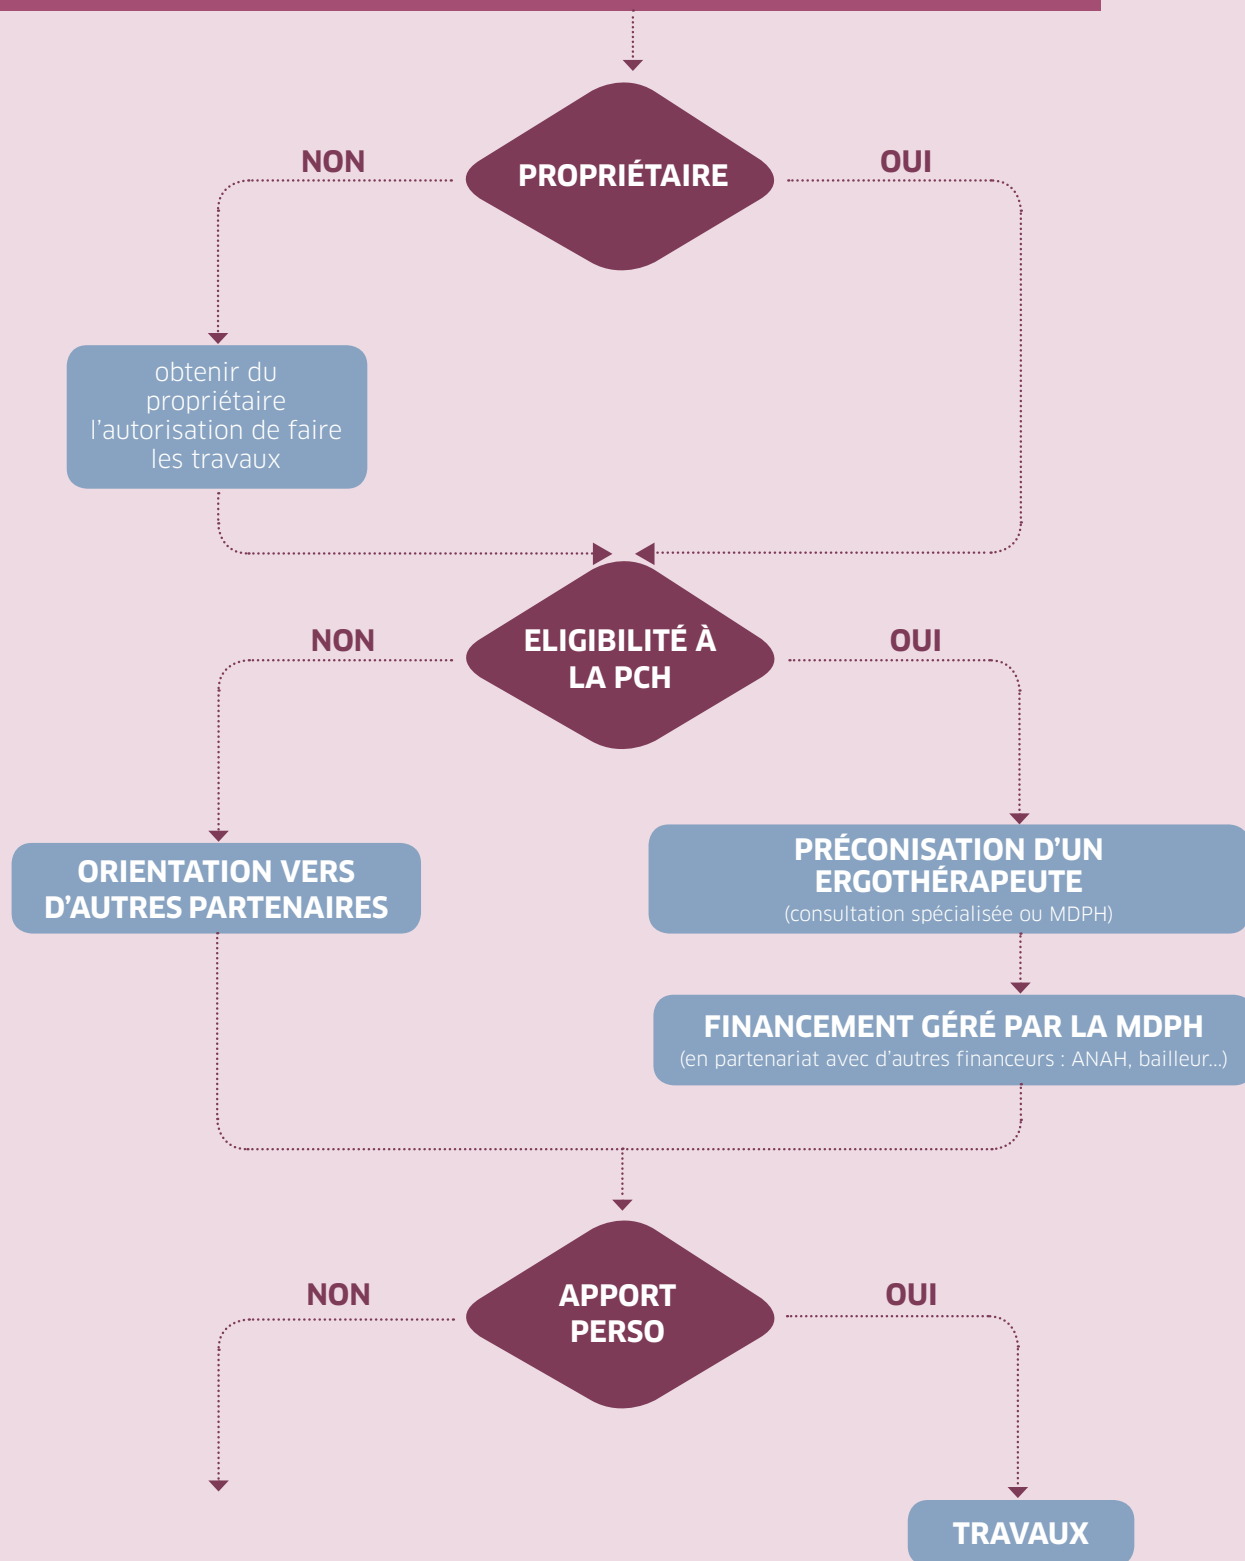 PROPRIÉTAIRE
NON
OUI
obtenir du
propriétaire
l'autorisation de faire
les travaux
ELIGIBILITÉ À
LA PCH
NON
OUI
ORIENTATION VERS
D'AUTRES PARTENAIRES
PRÉCONISATION D'UN
ERGOTHÉRAPEUTE
(consultation spécialisée ou MDPH)
FINANCEMENT GÉRÉ PAR LA MDPH
(en partenariat avec d'autres financeurs : ANAH, bailleur...)
APPORT
PERSO
NON
OUI
TRAVAUX